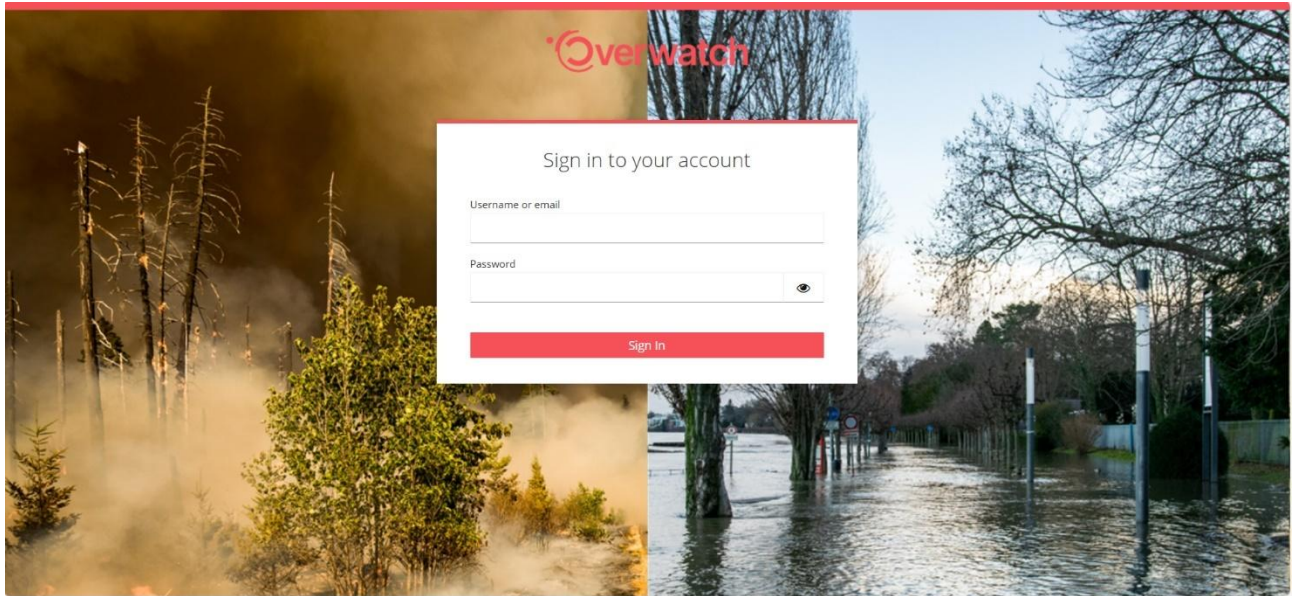 Overwatch
Sign in to your account
Username or email
Password
Sign In